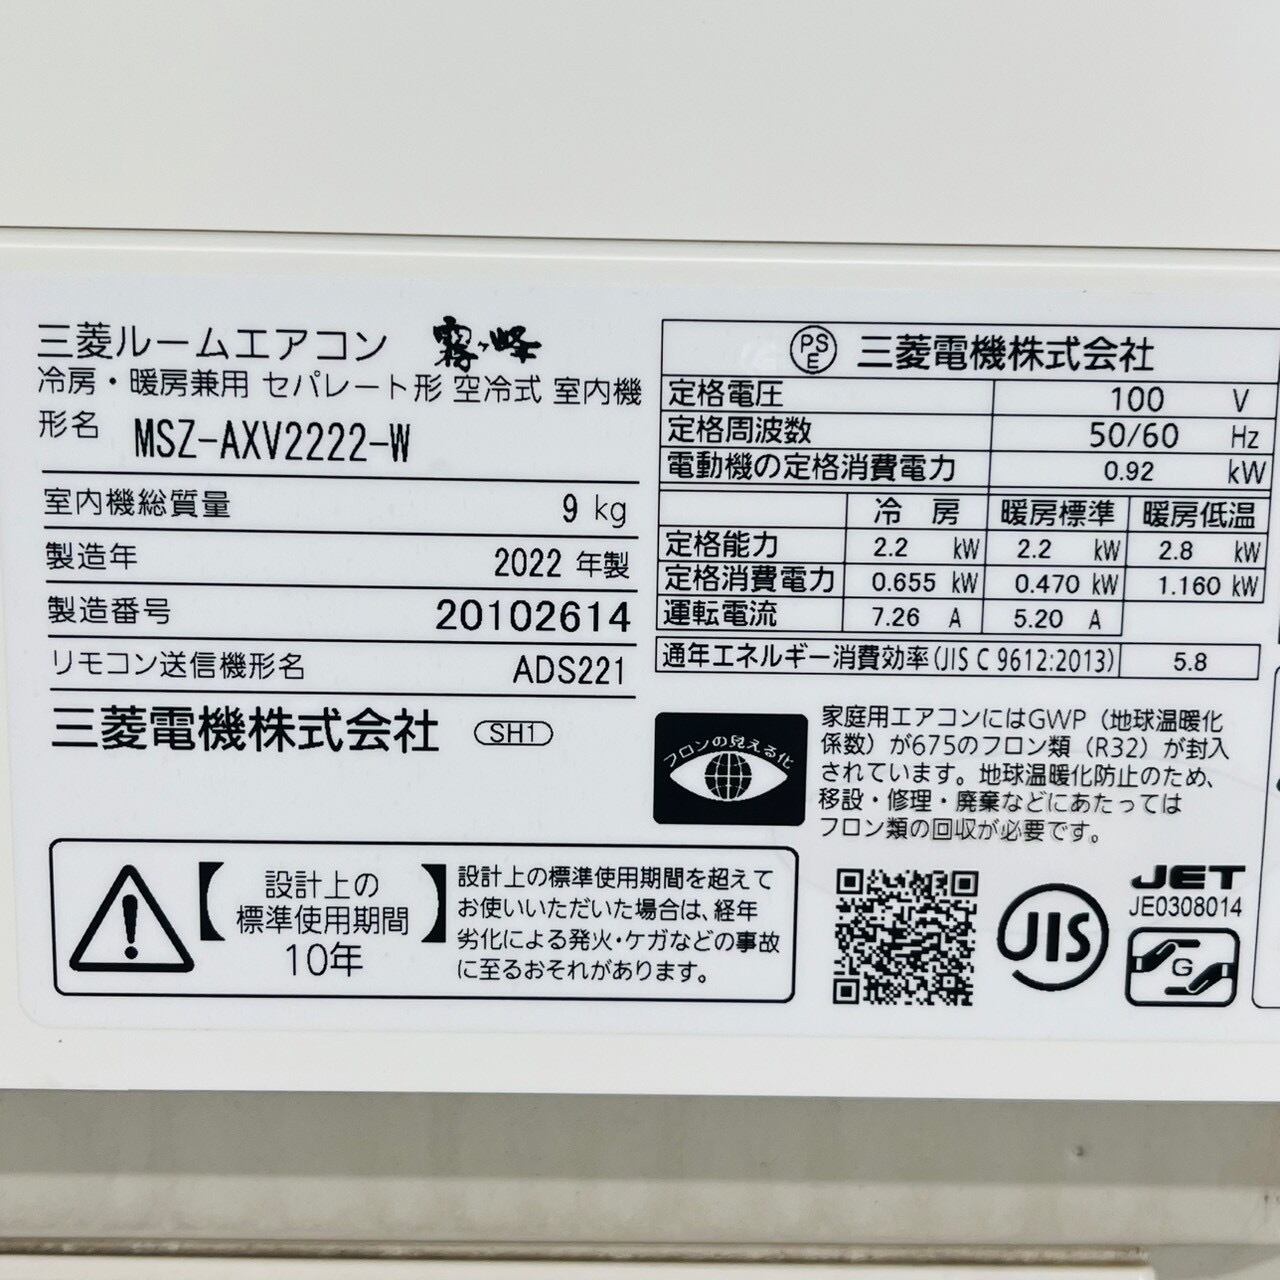 三菱ルームエアコン 霧ヶ峰
冷房・暖房兼用 セパレート形 空冷式 室内機
形名 MSZ-AXV2222-W
室内機総質量 9 kg
製造年 2022 年製
製造番号 20102614
リモコン送信機形名 ADS221
三菱電機株式会社 SH1
設計上の
【標準使用期間】
10年
設計上の標準使用期間を超えて
お使いいただいた場合は、経年
劣化による発火・ケガなどの事故
に至るおそれがあります。
PSE 三菱電機株式会社
定格電圧 100 V
定格周波数 50/60 Hz
電動機の定格消費電力 0.92 kW
冷房 暖房標準 暖房低温
定格能力 2.2 kW 2.2 kW 2.8 kW
定格消費電力 0.655 kW 0.470 kW 1.160 kW
運転電流 7.26 A 5.20 A
通年エネルギー消費効率(JIS C 9612:2013) 5.8
フロンの見える化
家庭用エアコンにはGWP（地球温暖化
係数）が675のフロン類（R32）が封入
されています。地球温暖化防止のため、
移設・修理・廃棄などにあたっては
フロン類の回収が必要です。
JIS
JET
JE0308014
G